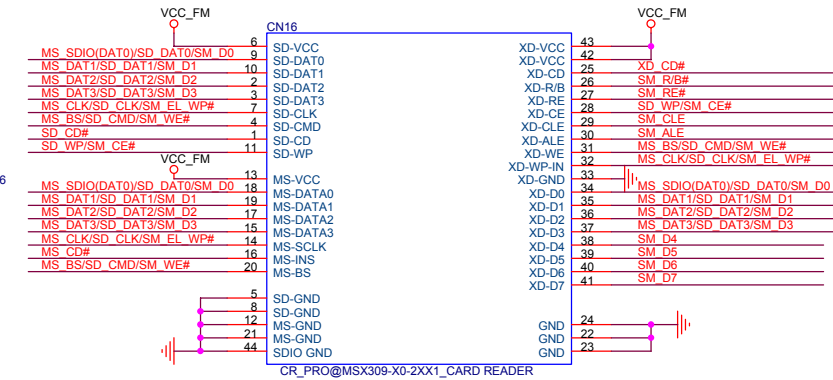 VCC_FM VCC_FM
CN16
6 SD-VCC XD-VCC 43
XD-VCC 42
MS_SDIO(DAT0)/SD_DAT0/SM_D0 9 SD-DAT0 XD-CD 25 XD_CD#
MS_DAT1/SD_DAT1/SM_D1 10 SD-DAT1 XD-R/B 26 SM_R/B#
MS_DAT2/SD_DAT2/SM_D2 2 SD-DAT2 XD-RE 27 SM_RE#
MS_DAT3/SD_DAT3/SM_D3 3 SD-DAT3 XD-CE 28 SD_WP/SM_CE#
MS_CLK/SD_CLK/SM_EL_WP# 7 SD-CLK XD-CLE 29 SM_CLE
MS_BS/SD_CMD/SM_WE# 4 SD-CMD XD-ALE 30 SM_ALE
SD_CD# 1 SD-CD XD-WE 31 MS_BS/SD_CMD/SM_WE#
SD_WP/SM_CE# 11 SD-WP XD-WP-IN 32 MS_CLK/SD_CLK/SM_EL_WP#
VCC_FM
6 13 MS-VCC XD-GND 33
MS_SDIO(DAT0)/SD_DAT0/SM_D0 18 MS-DATA0 XD-D0 34 MS_SDIO(DAT0)/SD_DAT0/SM_D0
MS_DAT1/SD_DAT1/SM_D1 19 MS-DATA1 XD-D1 35 MS_DAT1/SD_DAT1/SM_D1
MS_DAT2/SD_DAT2/SM_D2 17 MS-DATA2 XD-D2 36 MS_DAT2/SD_DAT2/SM_D2
MS_DAT3/SD_DAT3/SM_D3 15 MS-DATA3 XD-D3 37 MS_DAT3/SD_DAT3/SM_D3
MS_CLK/SD_CLK/SM_EL_WP# 14 MS-SCLK XD-D4 38 SM_D4
MS_CD# 16 MS-INS XD-D5 39 SM_D5
MS_BS/SD_CMD/SM_WE# 20 MS-BS XD-D6 40 SM_D6
XD-D7 41 SM_D7
5 SD-GND
8 SD-GND
12 MS-GND GND 24
21 MS-GND GND 22
44 SDIO GND GND 23
CR_PRO@MSX309-X0-2XX1_CARD READER